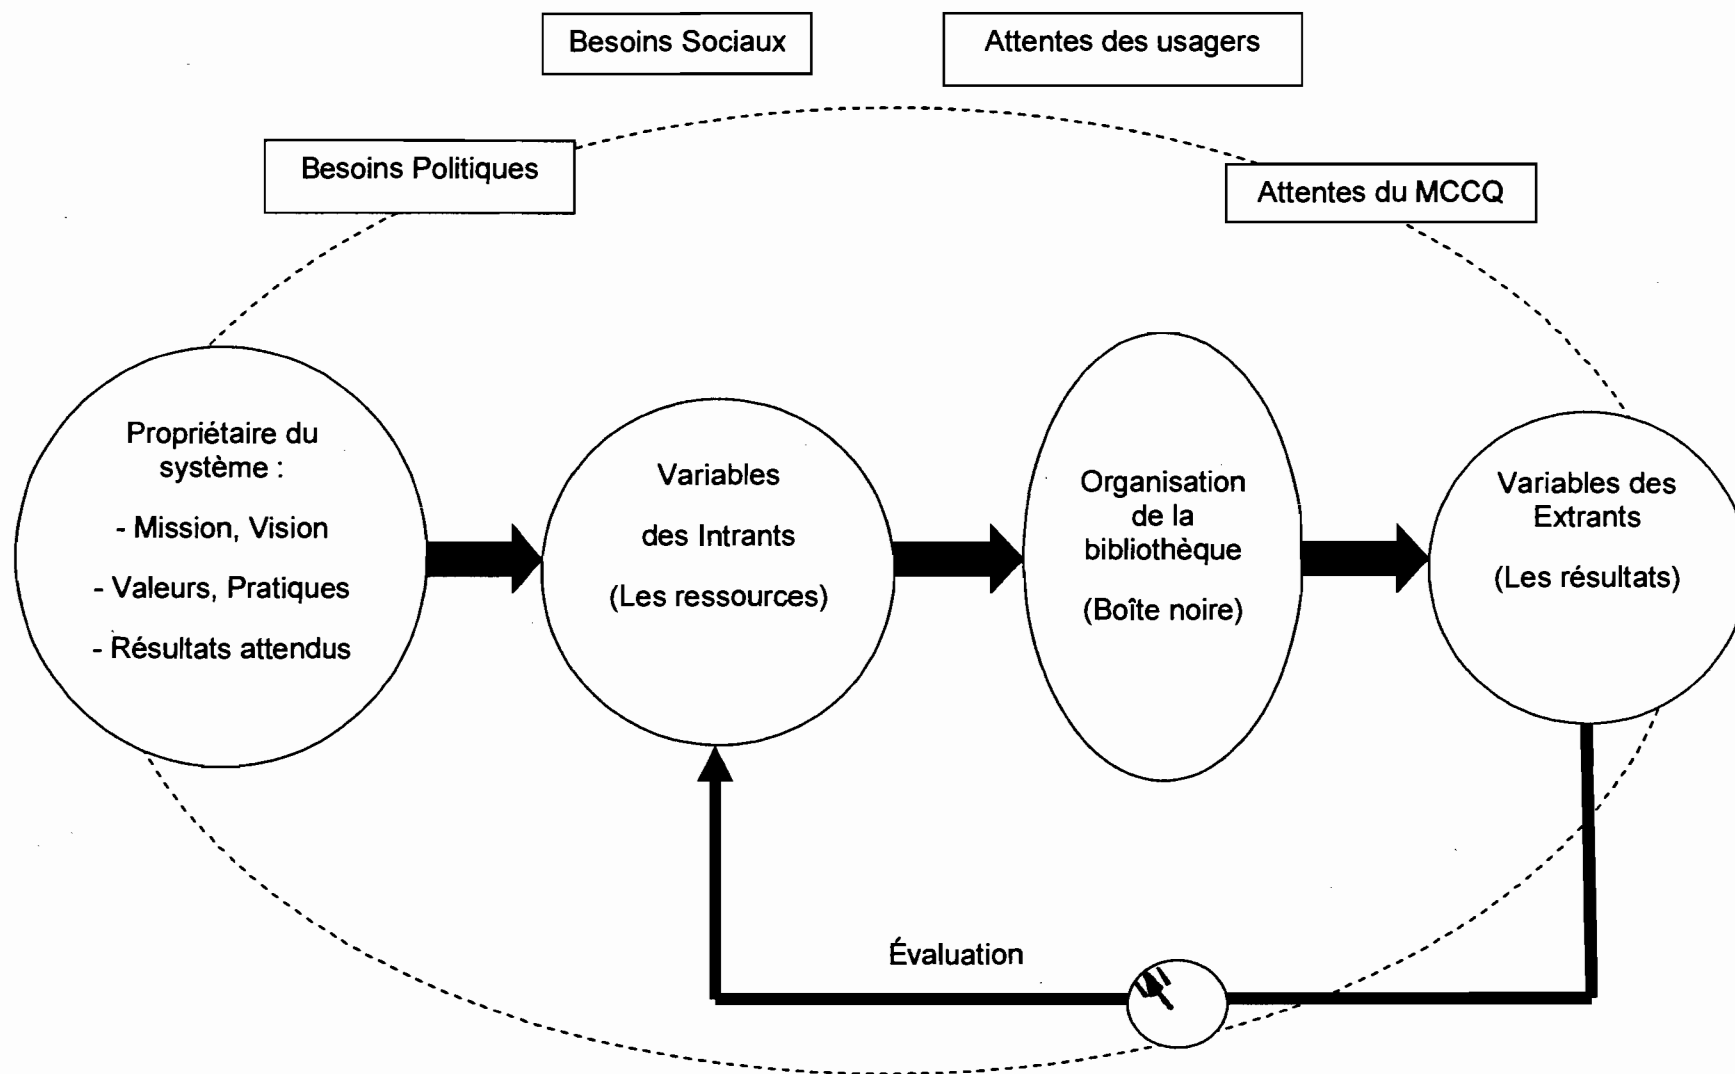 Besoins Sociaux
Attentes des usagers
Besoins Politiques
Attentes du MCCQ
Propriétaire du
système :
- Mission, Vision
- Valeurs, Pratiques
- Résultats attendus
Variables
des Intrants
(Les ressources)
Organisation
de la
bibliothèque
(Boîte noire)
Variables des
Extrants
(Les résultats)
Évaluation